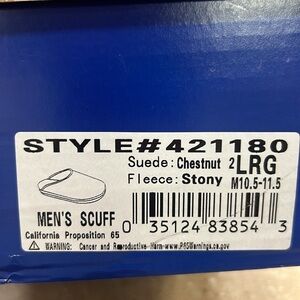 STYLE#421180
Suede: Chestnut 2 LRG
Fleece: Stony M10.5-11.5
MEN'S SCUFF
0 35124 83854 3
California Proposition 65
⚠ WARNING: Cancer and Reproductive Harm-www.P65Warnings.ca.gov